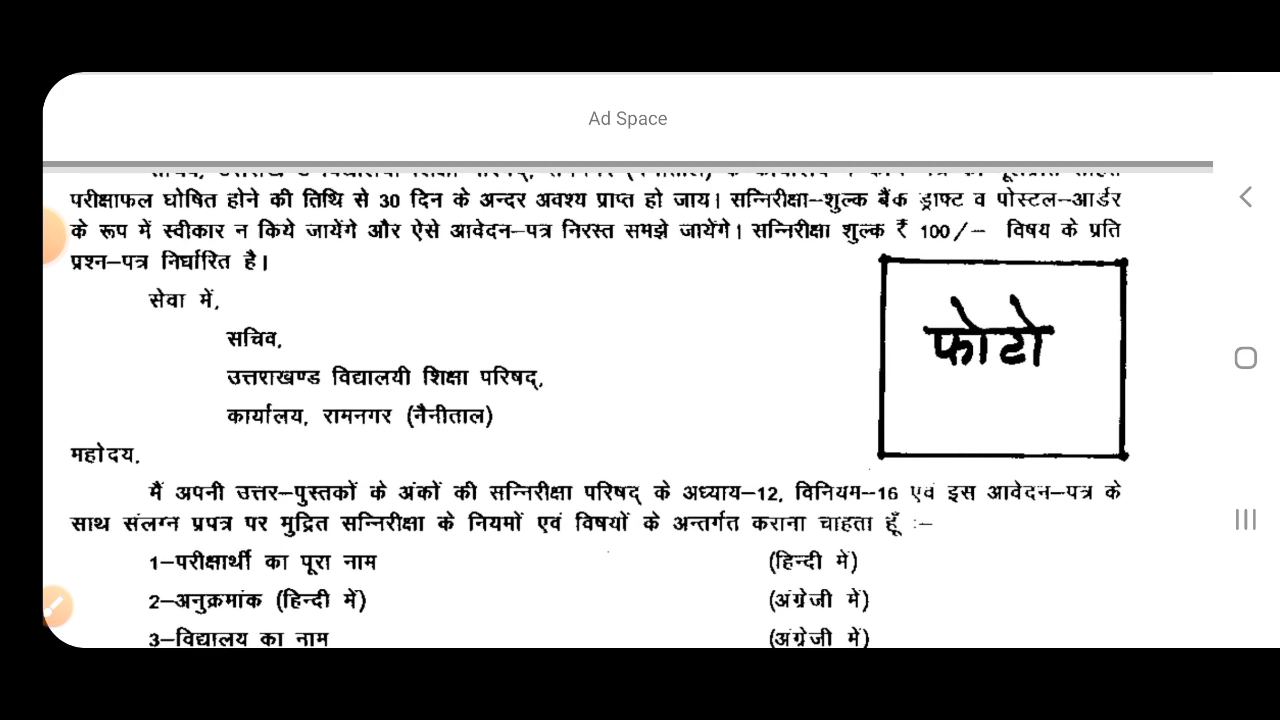 Ad Space
परीक्षाफल घोषित होने की तिथि से 30 दिन के अन्दर अवश्य प्राप्त हो जाय। सन्निरीक्षा–शुल्क बैंक ड्राफ्ट व पोस्टल–आर्डर
के रूप में स्वीकार न किये जायेंगे और ऐसे आवेदन–पत्र निरस्त समझे जायेंगे। सन्निरीक्षा शुल्क ₹ 100/– विषय के प्रति
प्रश्न–पत्र निर्धारित है।
फोटो
सेवा में,
सचिव,
उत्तराखण्ड विद्यालयी शिक्षा परिषद्,
कार्यालय, रामनगर (नैनीताल)
महोदय,
मैं अपनी उत्तर–पुस्तकों के अंकों की सन्निरीक्षा परिषद् के अध्याय–12, विनियम–16 एवं इस आवेदन–पत्र के
साथ संलग्न प्रपत्र पर मुद्रित सन्निरीक्षा के नियमों एवं विषयों के अन्तर्गत कराना चाहता हूँ :–
1–परीक्षार्थी का पूरा नाम (हिन्दी में)
2–अनुक्रमांक (हिन्दी में) (अंग्रेजी में)
3–विद्यालय का नाम (अंग्रेजी में)